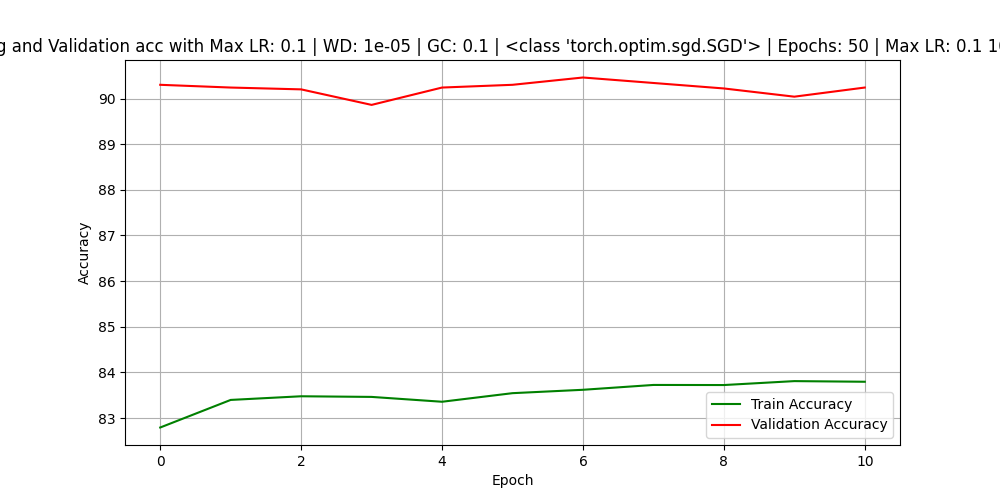 and Validation acc with Max LR: 0.1 | WD: 1e-05 | GC: 0.1 | <class 'torch.optim.sgd.SGD'> | Epochs: 50 | Max LR: 0.1
90
89
88
87
86
85
84
83
Accuracy
Train Accuracy
Validation Accuracy
0 2 4 6 8 10
Epoch